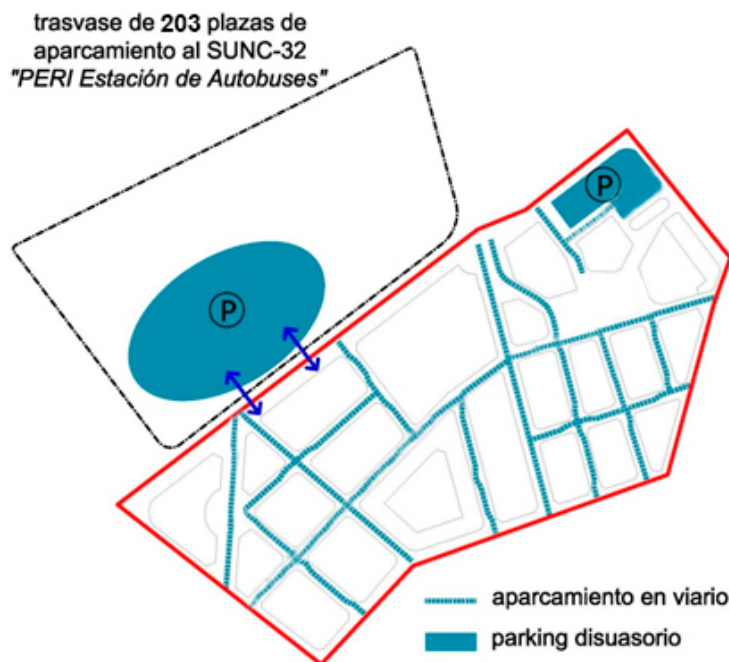 trasvase de 203 plazas de
aparcamiento al SUNC-32
"PERI Estación de Autobuses"
P
P
aparcamiento en viario
parking disuasorio